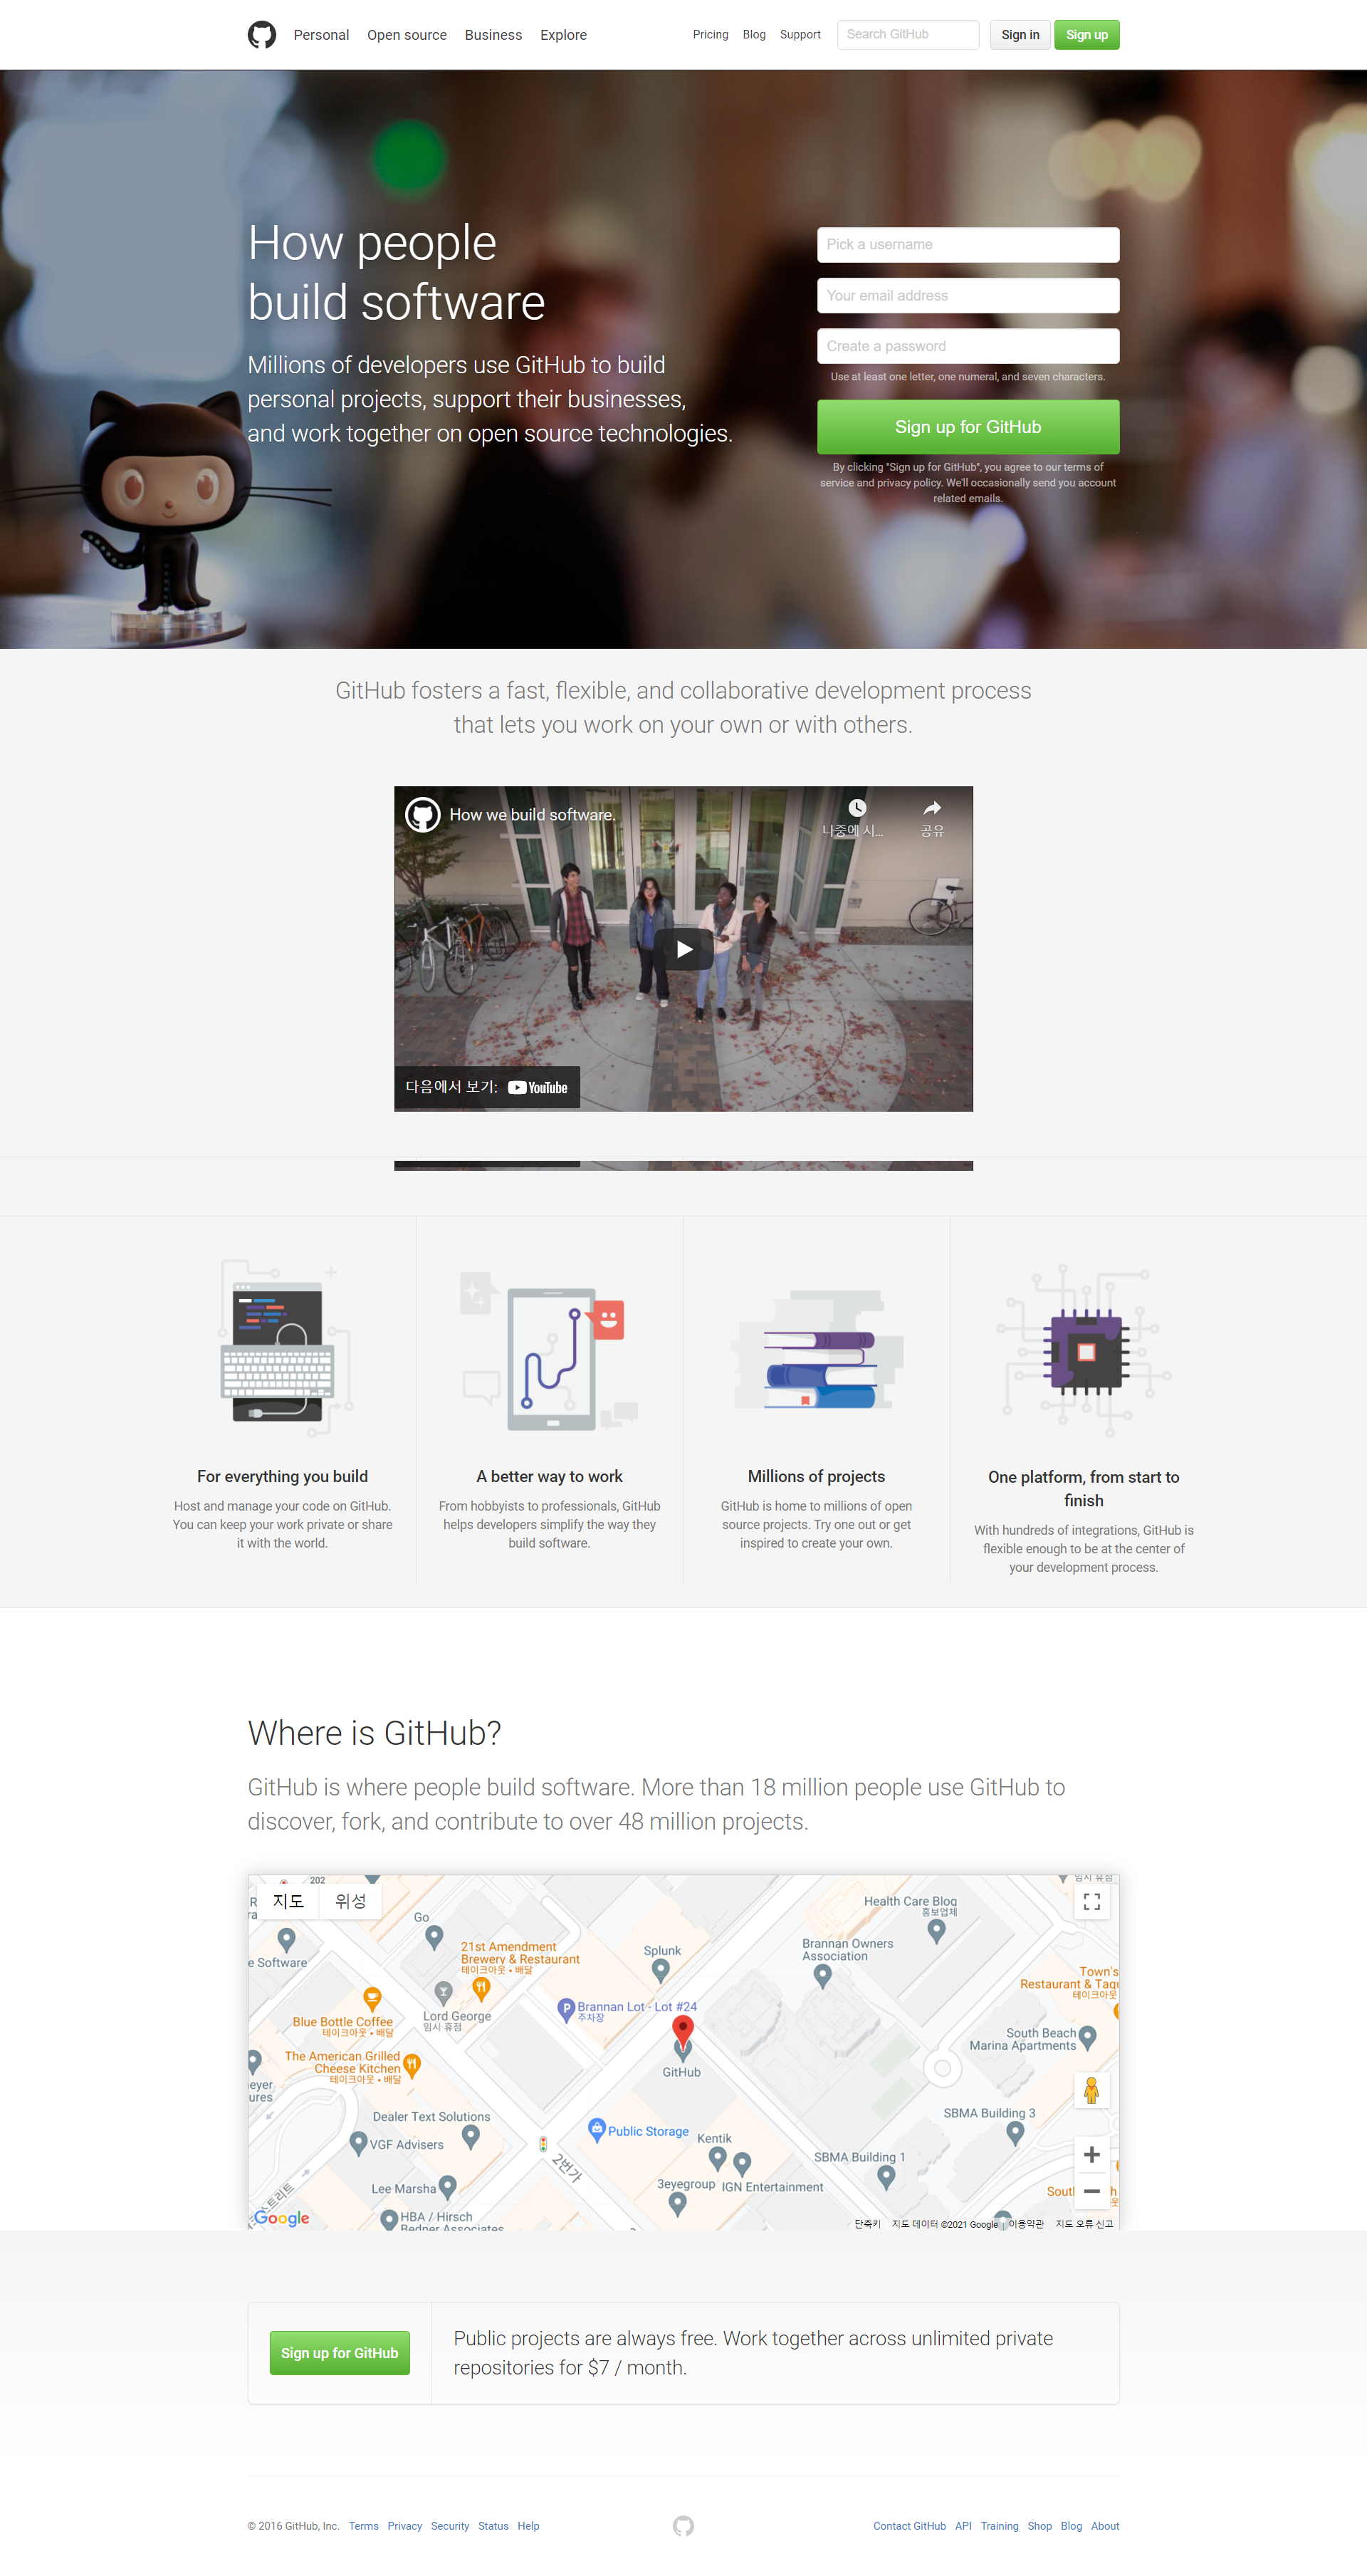 Personal Open source Business Explore Pricing Blog Support Search GitHub Sign in Sign up
How people
build software
Millions of developers use GitHub to build
personal projects, support their businesses,
and work together on open source technologies.
Pick a username
Your email address
Create a password
Use at least one letter, one numeral, and seven characters.
Sign up for GitHub
By clicking "Sign up for GitHub", you agree to our terms of
service and privacy policy. We'll occasionally send you account
related emails.
GitHub fosters a fast, flexible, and collaborative development process
that lets you work on your own or with others.
How we build software.
나중에 시...
공유
다음에서 보기: YouTube
For everything you build
Host and manage your code on GitHub.
You can keep your work private or share
it with the world.
A better way to work
From hobbyists to professionals, GitHub
helps developers simplify the way they
build software.
Millions of projects
GitHub is home to millions of open
source projects. Try one out or get
inspired to create your own.
One platform, from start to
finish
With hundreds of integrations, GitHub is
flexible enough to be at the center of
your development process.
Where is GitHub?
GitHub is where people build software. More than 18 million people use GitHub to
discover, fork, and contribute to over 48 million projects.
202
임시 휴점
지도 위성
Health Care Blog
홍보업체
Go
21st Amendment
Brewery & Restaurant
테이크아웃 • 배달
Splunk
Brannan Owners
Association
e Software
Town's
Restaurant & Taqu
테이크아웃
Blue Bottle Coffee
테이크아웃 • 배달
Lord George
임시 휴점
P
Brannan Lot - Lot #24
주차장
South Beach
Marina Apartments
The American Grilled
Cheese Kitchen
테이크아웃 • 배달
GitHub
eyer
ures
Dealer Text Solutions
VGF Advisers
Public Storage
Kentik
SBMA Building 3
SBMA Building 1
2번가
3eyegroup
IGN Entertainment
Lee Marsha
스트리트
HBA / Hirsch
Bedner Associates
Google
단축키 지도 데이터 ©2021 Google 이용약관 지도 오류 신고
Sign up for GitHub
Public projects are always free. Work together across unlimited private
repositories for $7 / month.
© 2016 GitHub, Inc. Terms Privacy Security Status Help Contact GitHub API Training Shop Blog About